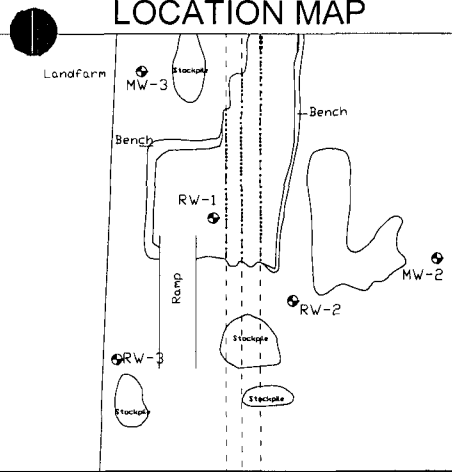 LOCATION MAP
Landfarm
Stockpile
MW-3
Bench
Bench
RW-1
MW-2
Ramp
RW-2
Stockpile
RW-3
Stockpile
Stockpile